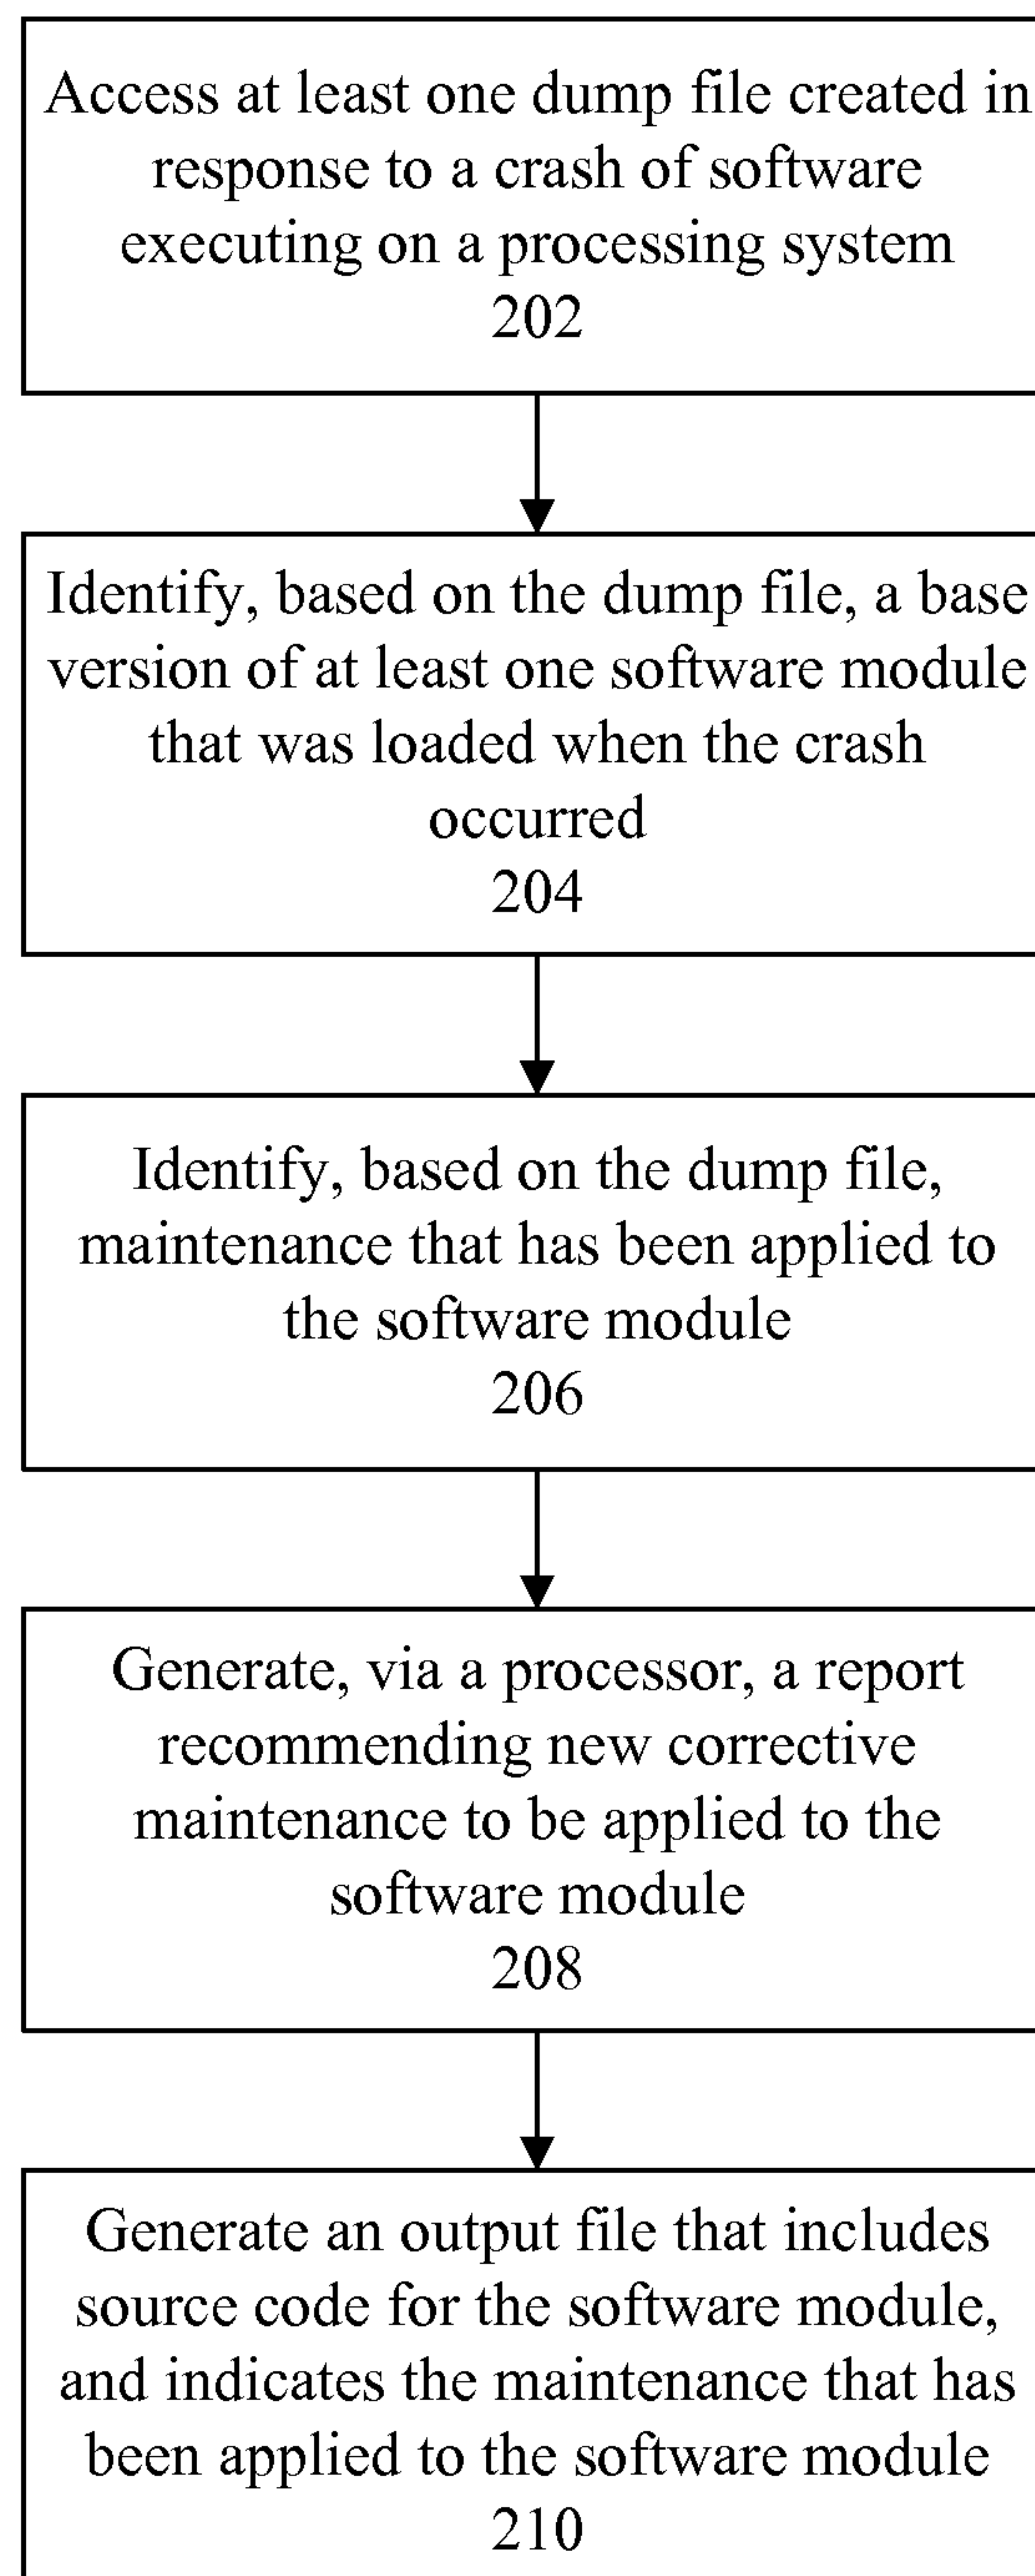 Access at least one dump file created in
response to a crash of software
executing on a processing system
202
Identify, based on the dump file, a base
version of at least one software module
that was loaded when the crash
occurred
204
Identify, based on the dump file,
maintenance that has been applied to
the software module
206
Generate, via a processor, a report
recommending new corrective
maintenance to be applied to the
software module
208
Generate an output file that includes
source code for the software module,
and indicates the maintenance that has
been applied to the software module
210